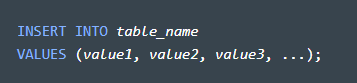 INSERT INTO table_name
VALUES (value1, value2, value3, ...);